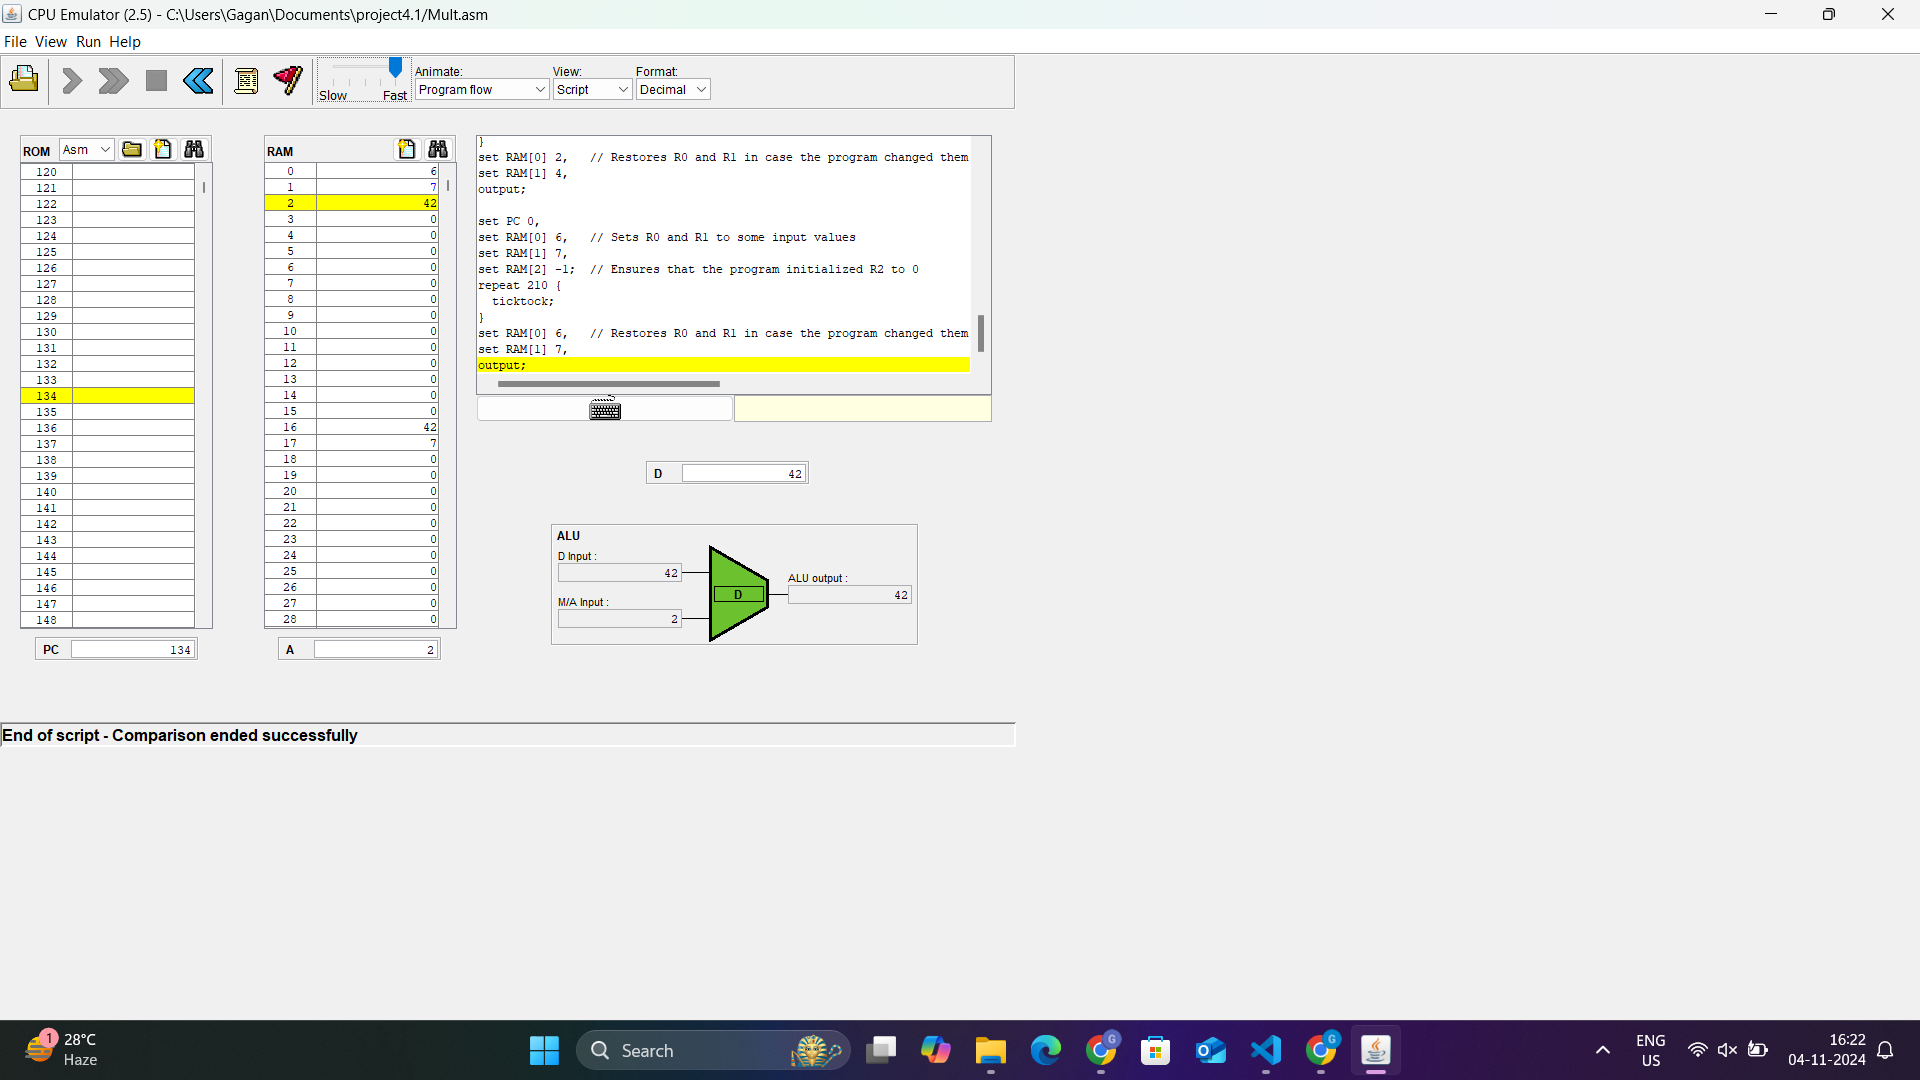 CPU Emulator (2.5) - C:\Users\Gagan\Documents\project4.1/Mult.asm
File View Run Help
Slow Fast
Animate:
Program flow
View:
Script
Format:
Decimal
ROM Asm
120
121
122
123
124
125
126
127
128
129
130
131
132
133
134
135
136
137
138
139
140
141
142
143
144
145
146
147
148
PC 134
RAM
0 6
1 7
2 42
3 0
4 0
5 0
6 0
7 0
8 0
9 0
10 0
11 0
12 0
13 0
14 0
15 0
16 42
17 7
18 0
19 0
20 0
21 0
22 0
23 0
24 0
25 0
26 0
27 0
28 0
A 2
}
set RAM[0] 2,   // Restores R0 and R1 in case the program changed them
set RAM[1] 4,
output;
set PC 0,
set RAM[0] 6,   // Sets R0 and R1 to some input values
set RAM[1] 7,
set RAM[2] -1;  // Ensures that the program initialized R2 to 0
repeat 210 {
  ticktock;
}
set RAM[0] 6,   // Restores R0 and R1 in case the program changed them
set RAM[1] 7,
output;
D 42
ALU
D Input :
42
M/A Input :
2
D
ALU output :
42
End of script - Comparison ended successfully
1
28°C
Haze
Search
G
G
ENG
US
16:22
04-11-2024